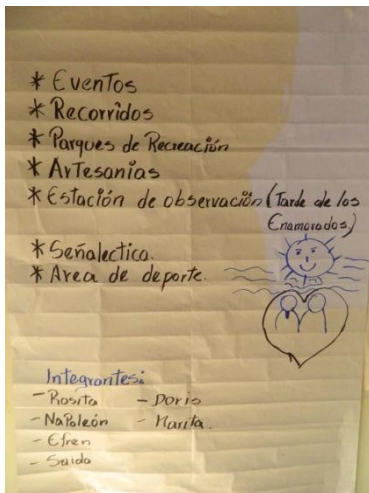 * Eventos
* Recorridos
* Parques de Recreación
* Artesanias
* Estación de observación (Tarde de los
Enamorados)
* Señalectica.
* Area de deporte.
Integrantes:
- Rosita - Doris
- Napoleón - Marita.
- Efren
- Saida